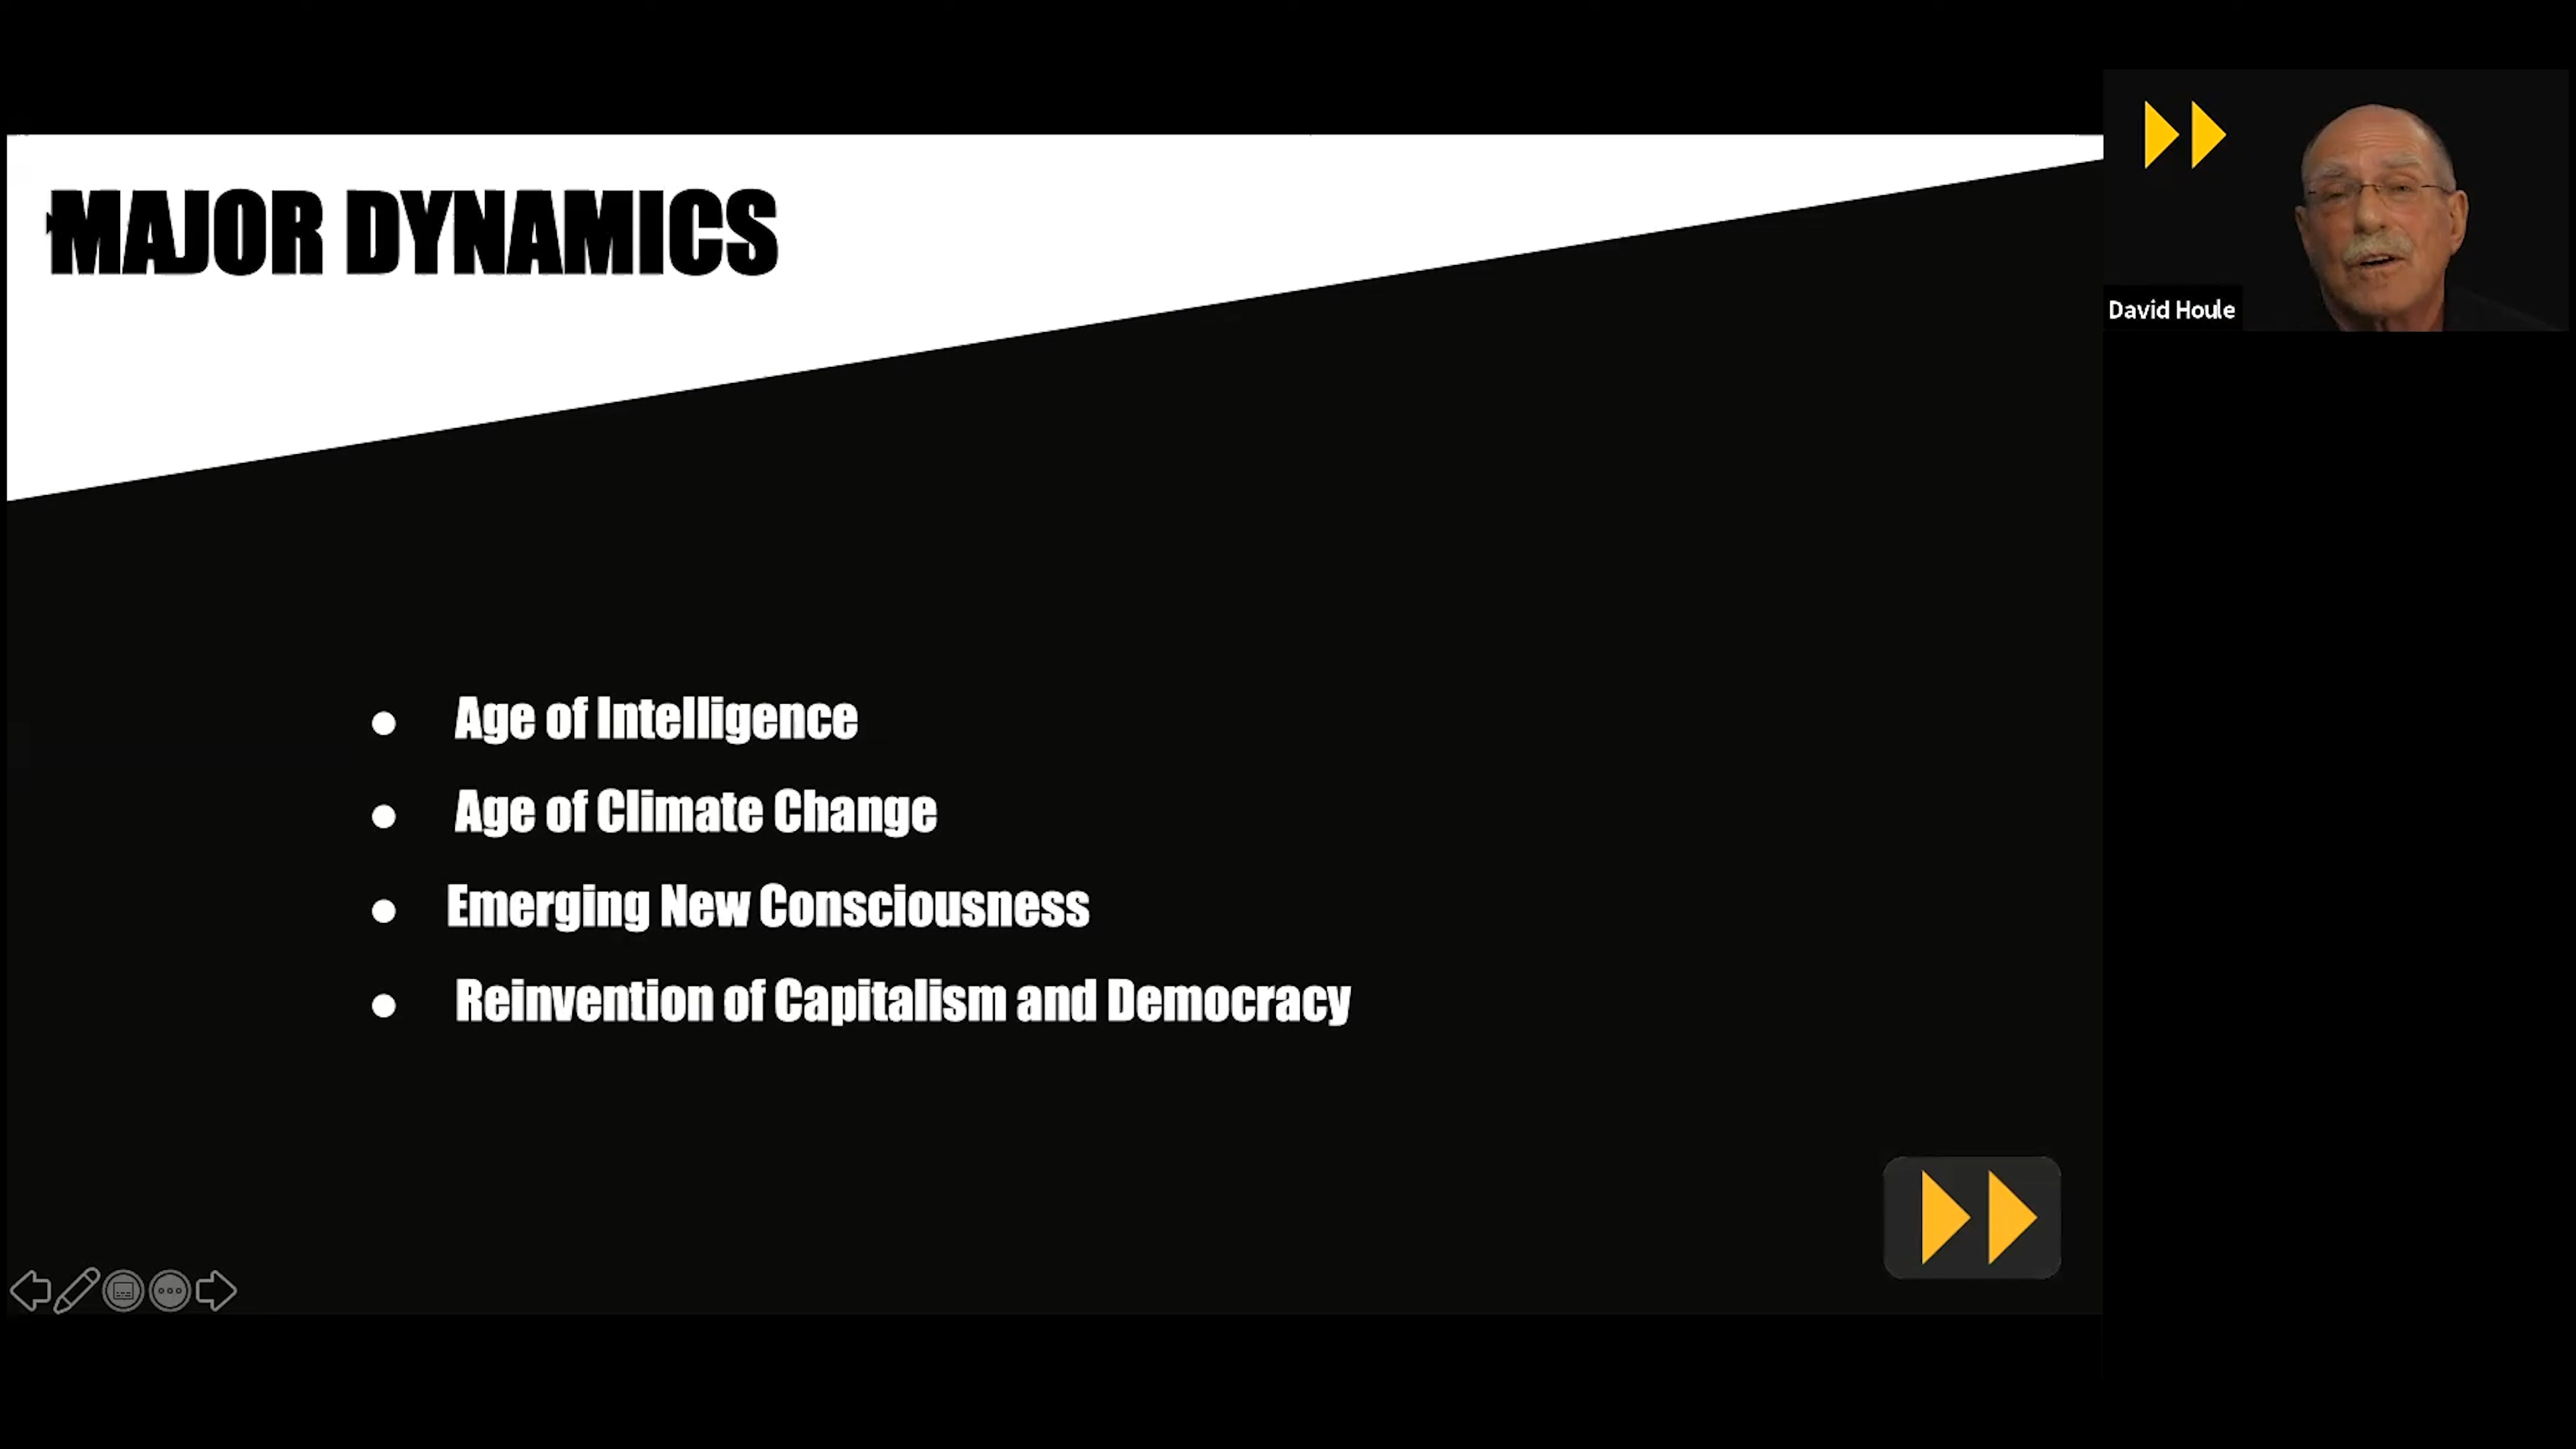 MAJOR DYNAMICS
David Houle
Age of Intelligence
Age of Climate Change
Emerging New Consciousness
Reinvention of Capitalism and Democracy